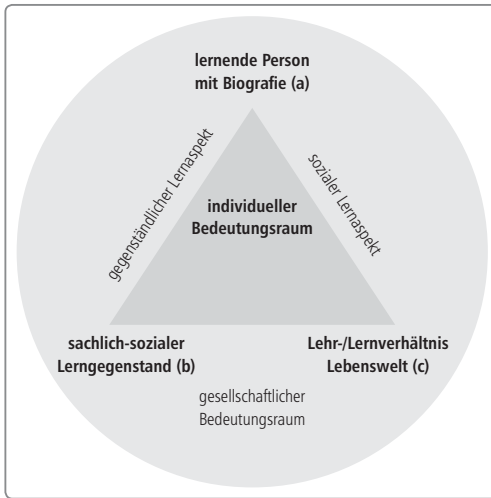 lernende Person
mit Biografie (a)
gegenständlicher Lernaspekt
sozialer Lernaspekt
individueller
Bedeutungsraum
sachlich-sozialer
Lerngegenstand (b)
Lehr-/Lernverhältnis
Lebenswelt (c)
gesellschaftlicher
Bedeutungsraum